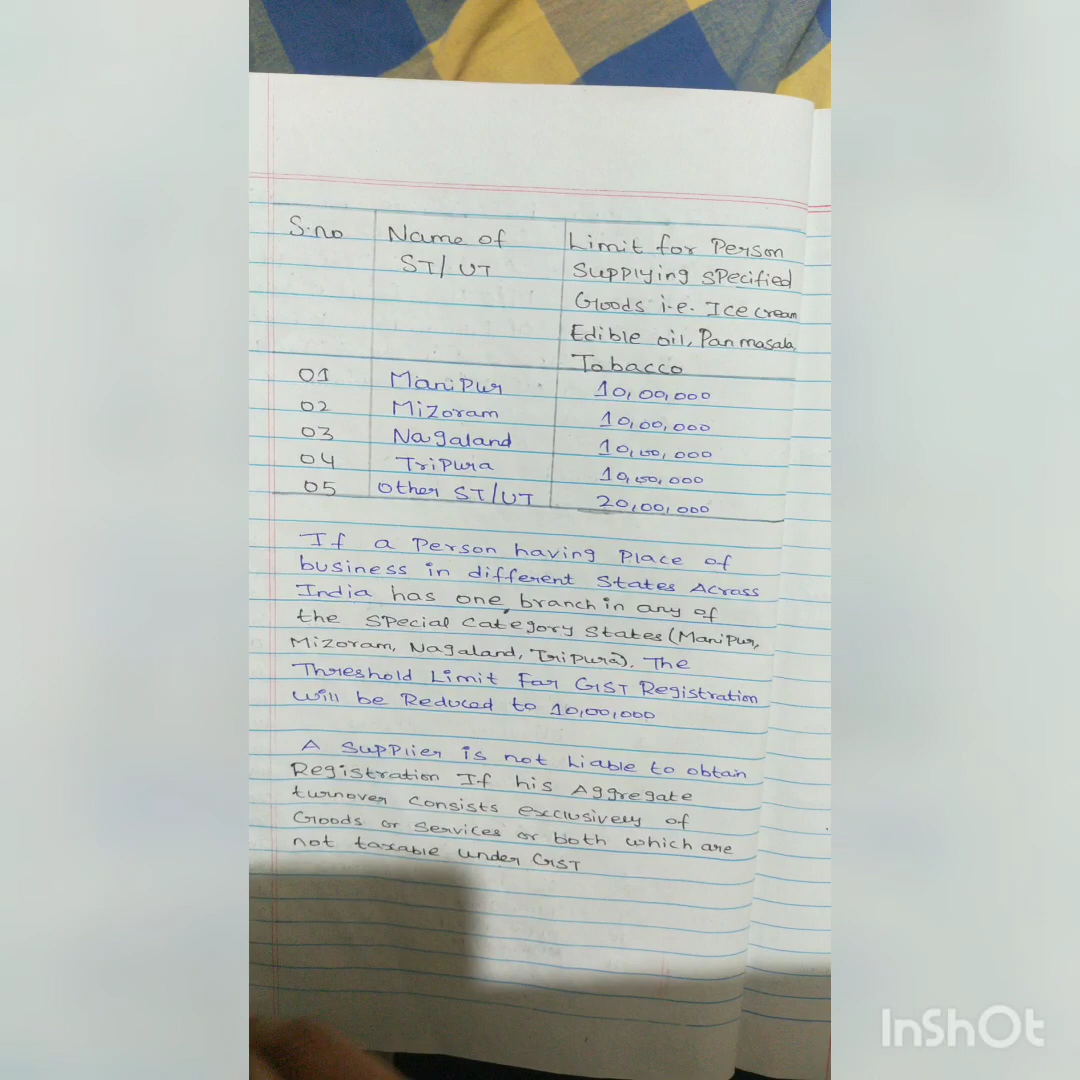 S.no Name of ST/UT Limit for Person
Supplying specified
Goods i.e. Ice cream
Edible oil, Pan masala,
Tobacco
01 Manipur 10,00,000
02 Mizoram 10,00,000
03 Nagaland 10,00,000
04 Tripura 10,00,000
05 Other ST/UT 20,00,000
If a Person having Place of
business in different States Across
India has one, branch in any of
the special category states (Manipur,
Mizoram, Nagaland, Tripura). The
Threshold Limit For GST Registration
will be Reduced to 10,00,000
A supplier is not Liable to obtain
Registration If his Aggregate
turnover consists exclusively of
Goods or services or both which are
not taxable under GST
InShOt